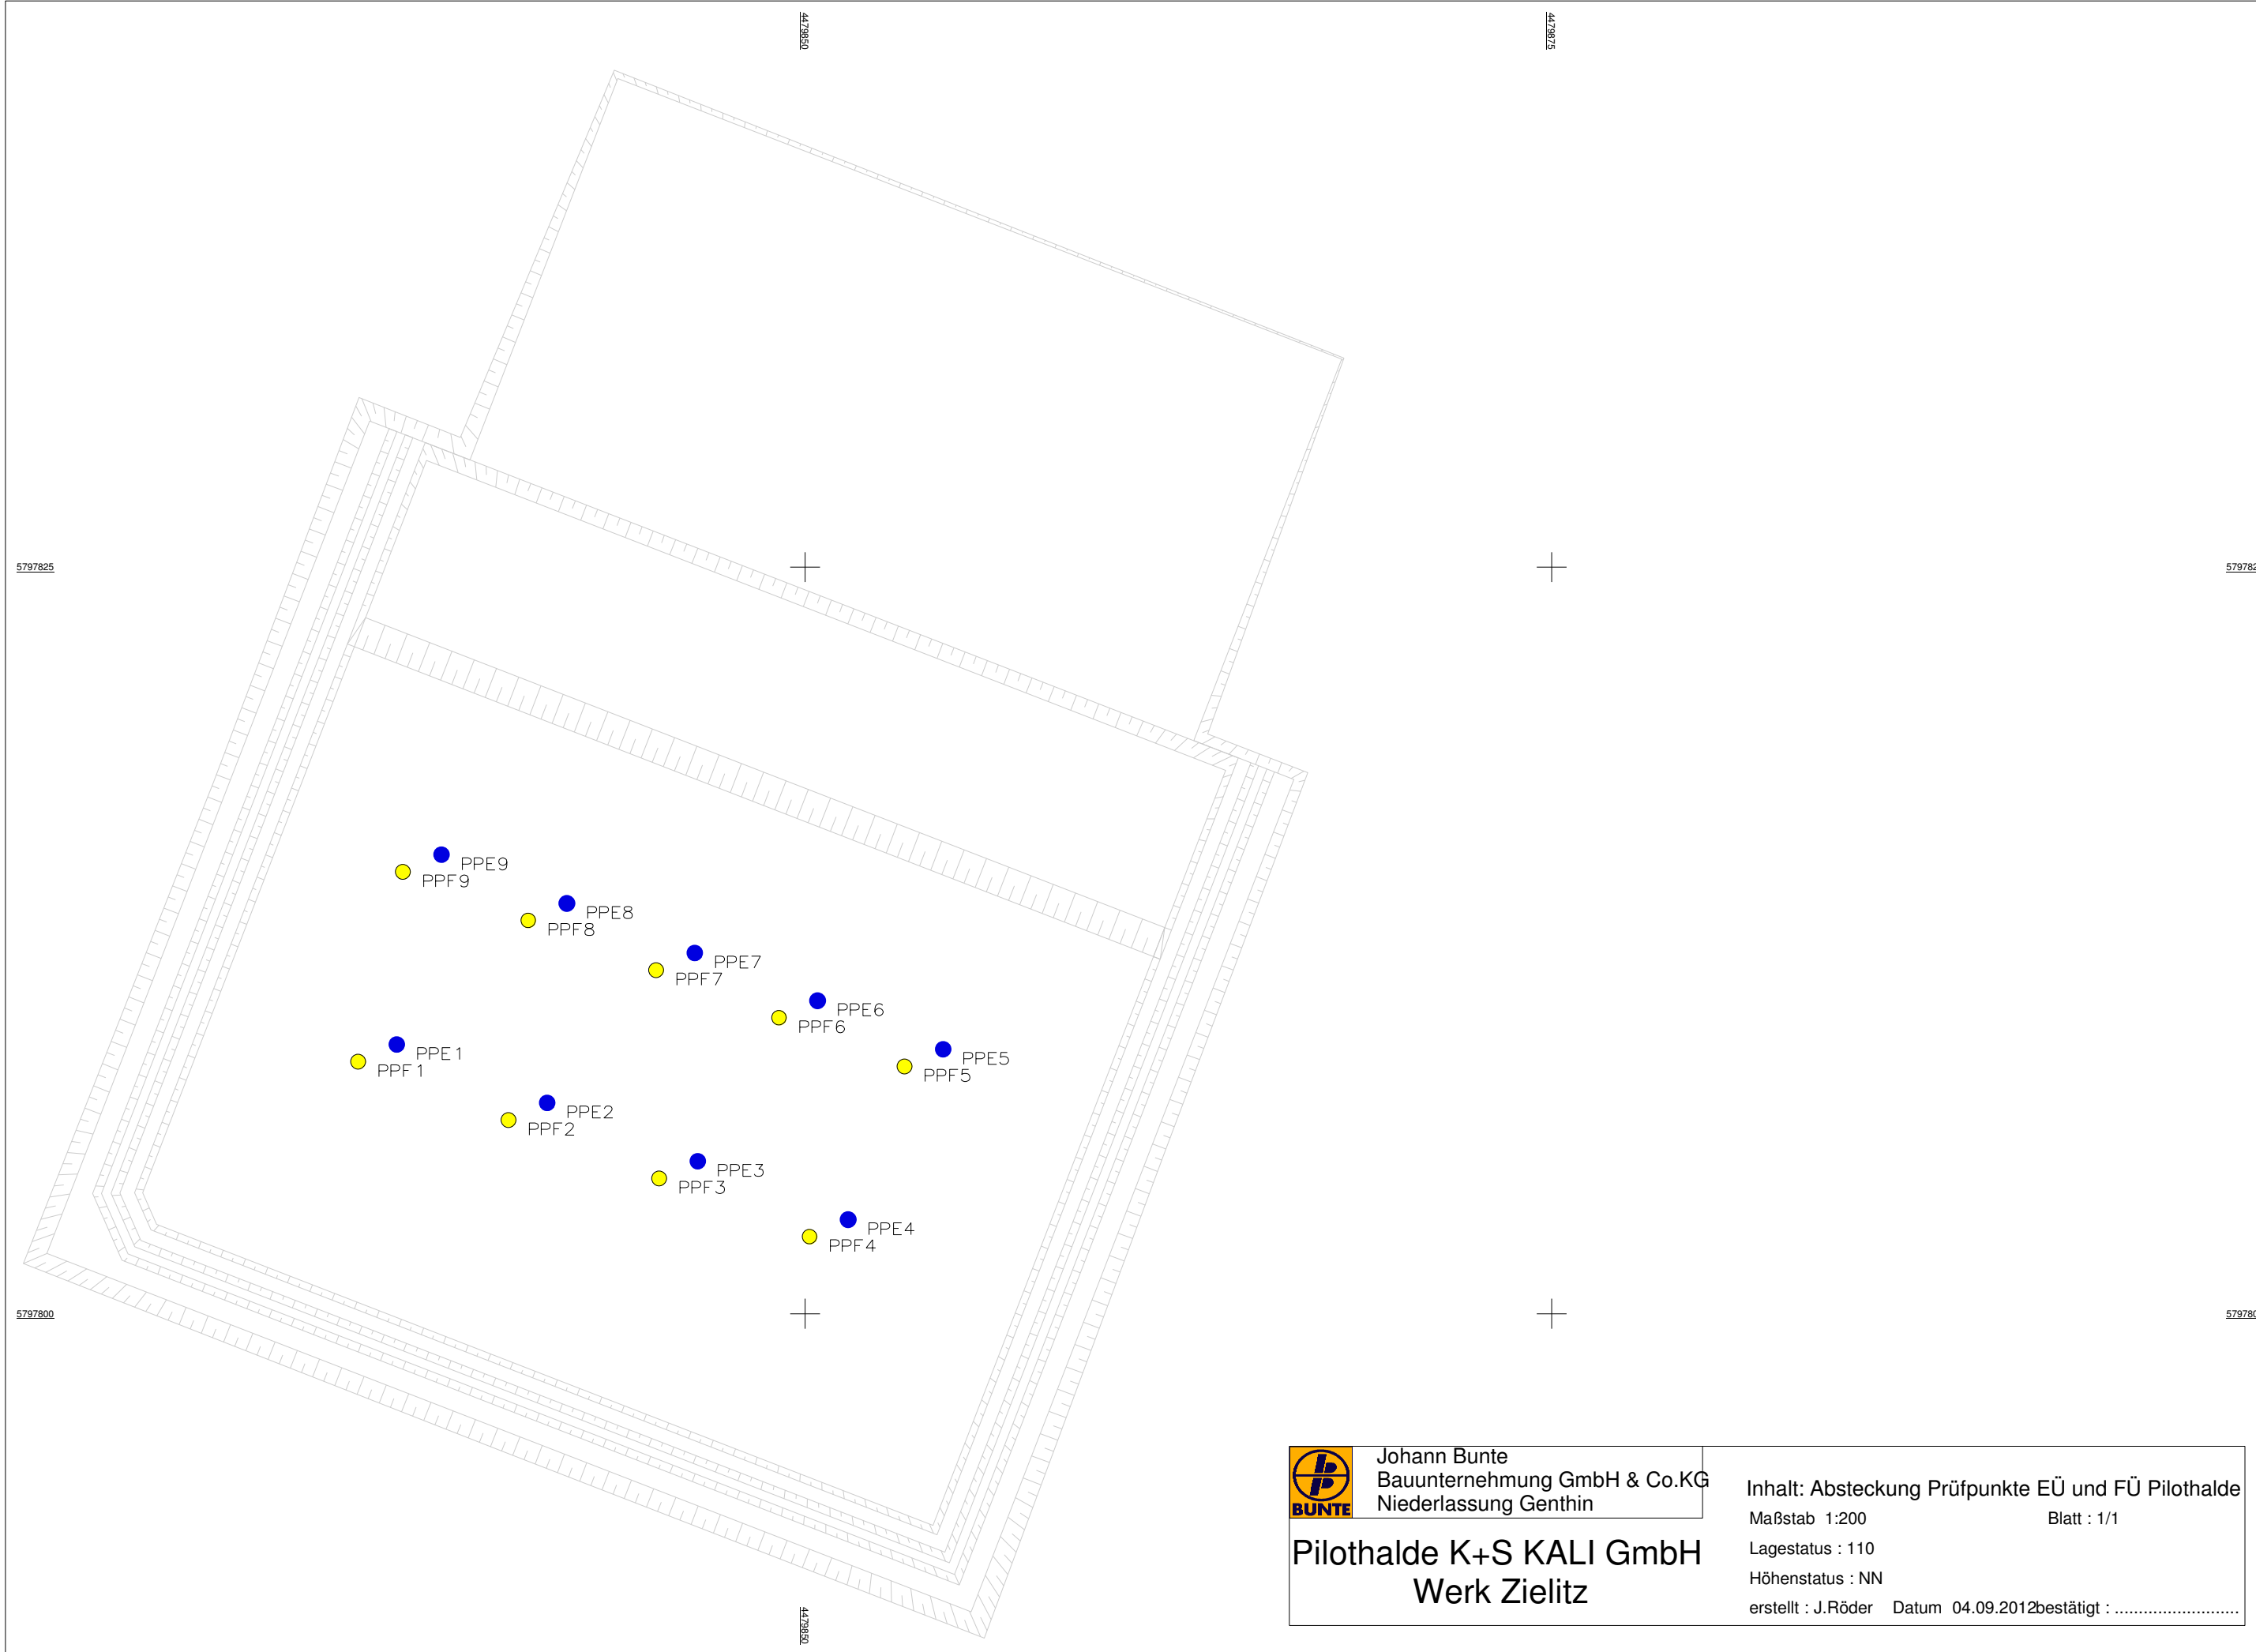 4479850
4479875
5797825
579782
PPE9
PPF9
PPE8
PPF8
PPE7
PPF7
PPE6
PPF6
PPE5
PPF5
PPE1
PPF1
PPE2
PPF2
PPE3
PPF3
PPE4
PPF4
5797800
579780
4479850
BUNTE
Johann Bunte
Bauunternehmung GmbH & Co.KG
Niederlassung Genthin
Pilothalde K+S KALI GmbH
Werk Zielitz
Inhalt: Absteckung Prüfpunkte EÜ und FÜ Pilothalde
Maßstab 1:200 Blatt : 1/1
Lagestatus : 110
Höhenstatus : NN
erstellt : J.Röder Datum 04.09.2012bestätigt : ...........................